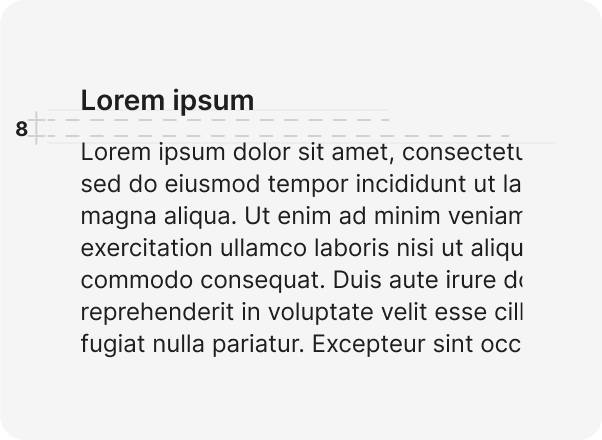 Lorem ipsum
8
Lorem ipsum dolor sit amet, consectetu
sed do eiusmod tempor incididunt ut la
magna aliqua. Ut enim ad minim veniam
exercitation ullamco laboris nisi ut aliqu
commodo consequat. Duis aute irure do
reprehenderit in voluptate velit esse cill
fugiat nulla pariatur. Excepteur sint occ